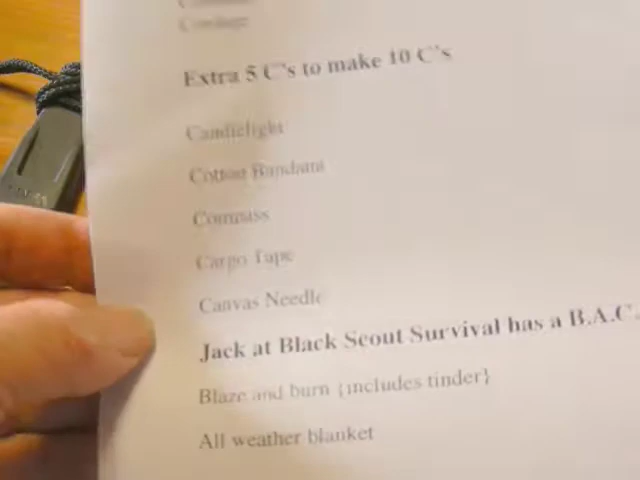 Cordage
Extra 5 C's to make 10 C's
Candlelight
Cotton Bandana
Compass
Cargo Tape
Canvas Needle
Jack at Black Scout Survival has a B.A.C.
Blaze and burn {includes tinder}
All weather blanket